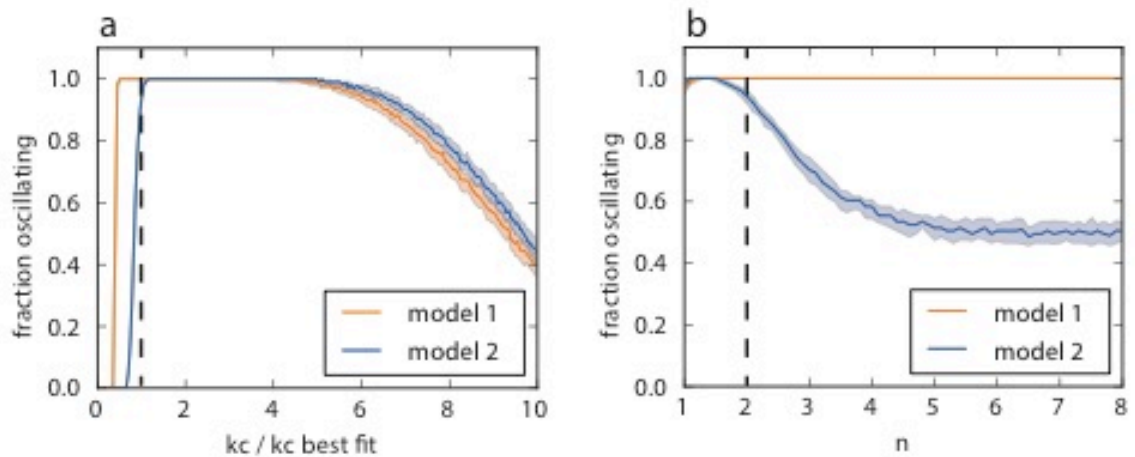 a
fraction oscillating
1.0
0.8
0.6
0.4
0.2
0.0
model 1
model 2
0 2 4 6 8 10
kc / kc best fit
b
fraction oscillating
1.0
0.8
0.6
0.4
0.2
0.0
model 1
model 2
1 2 3 4 5 6 7 8
n